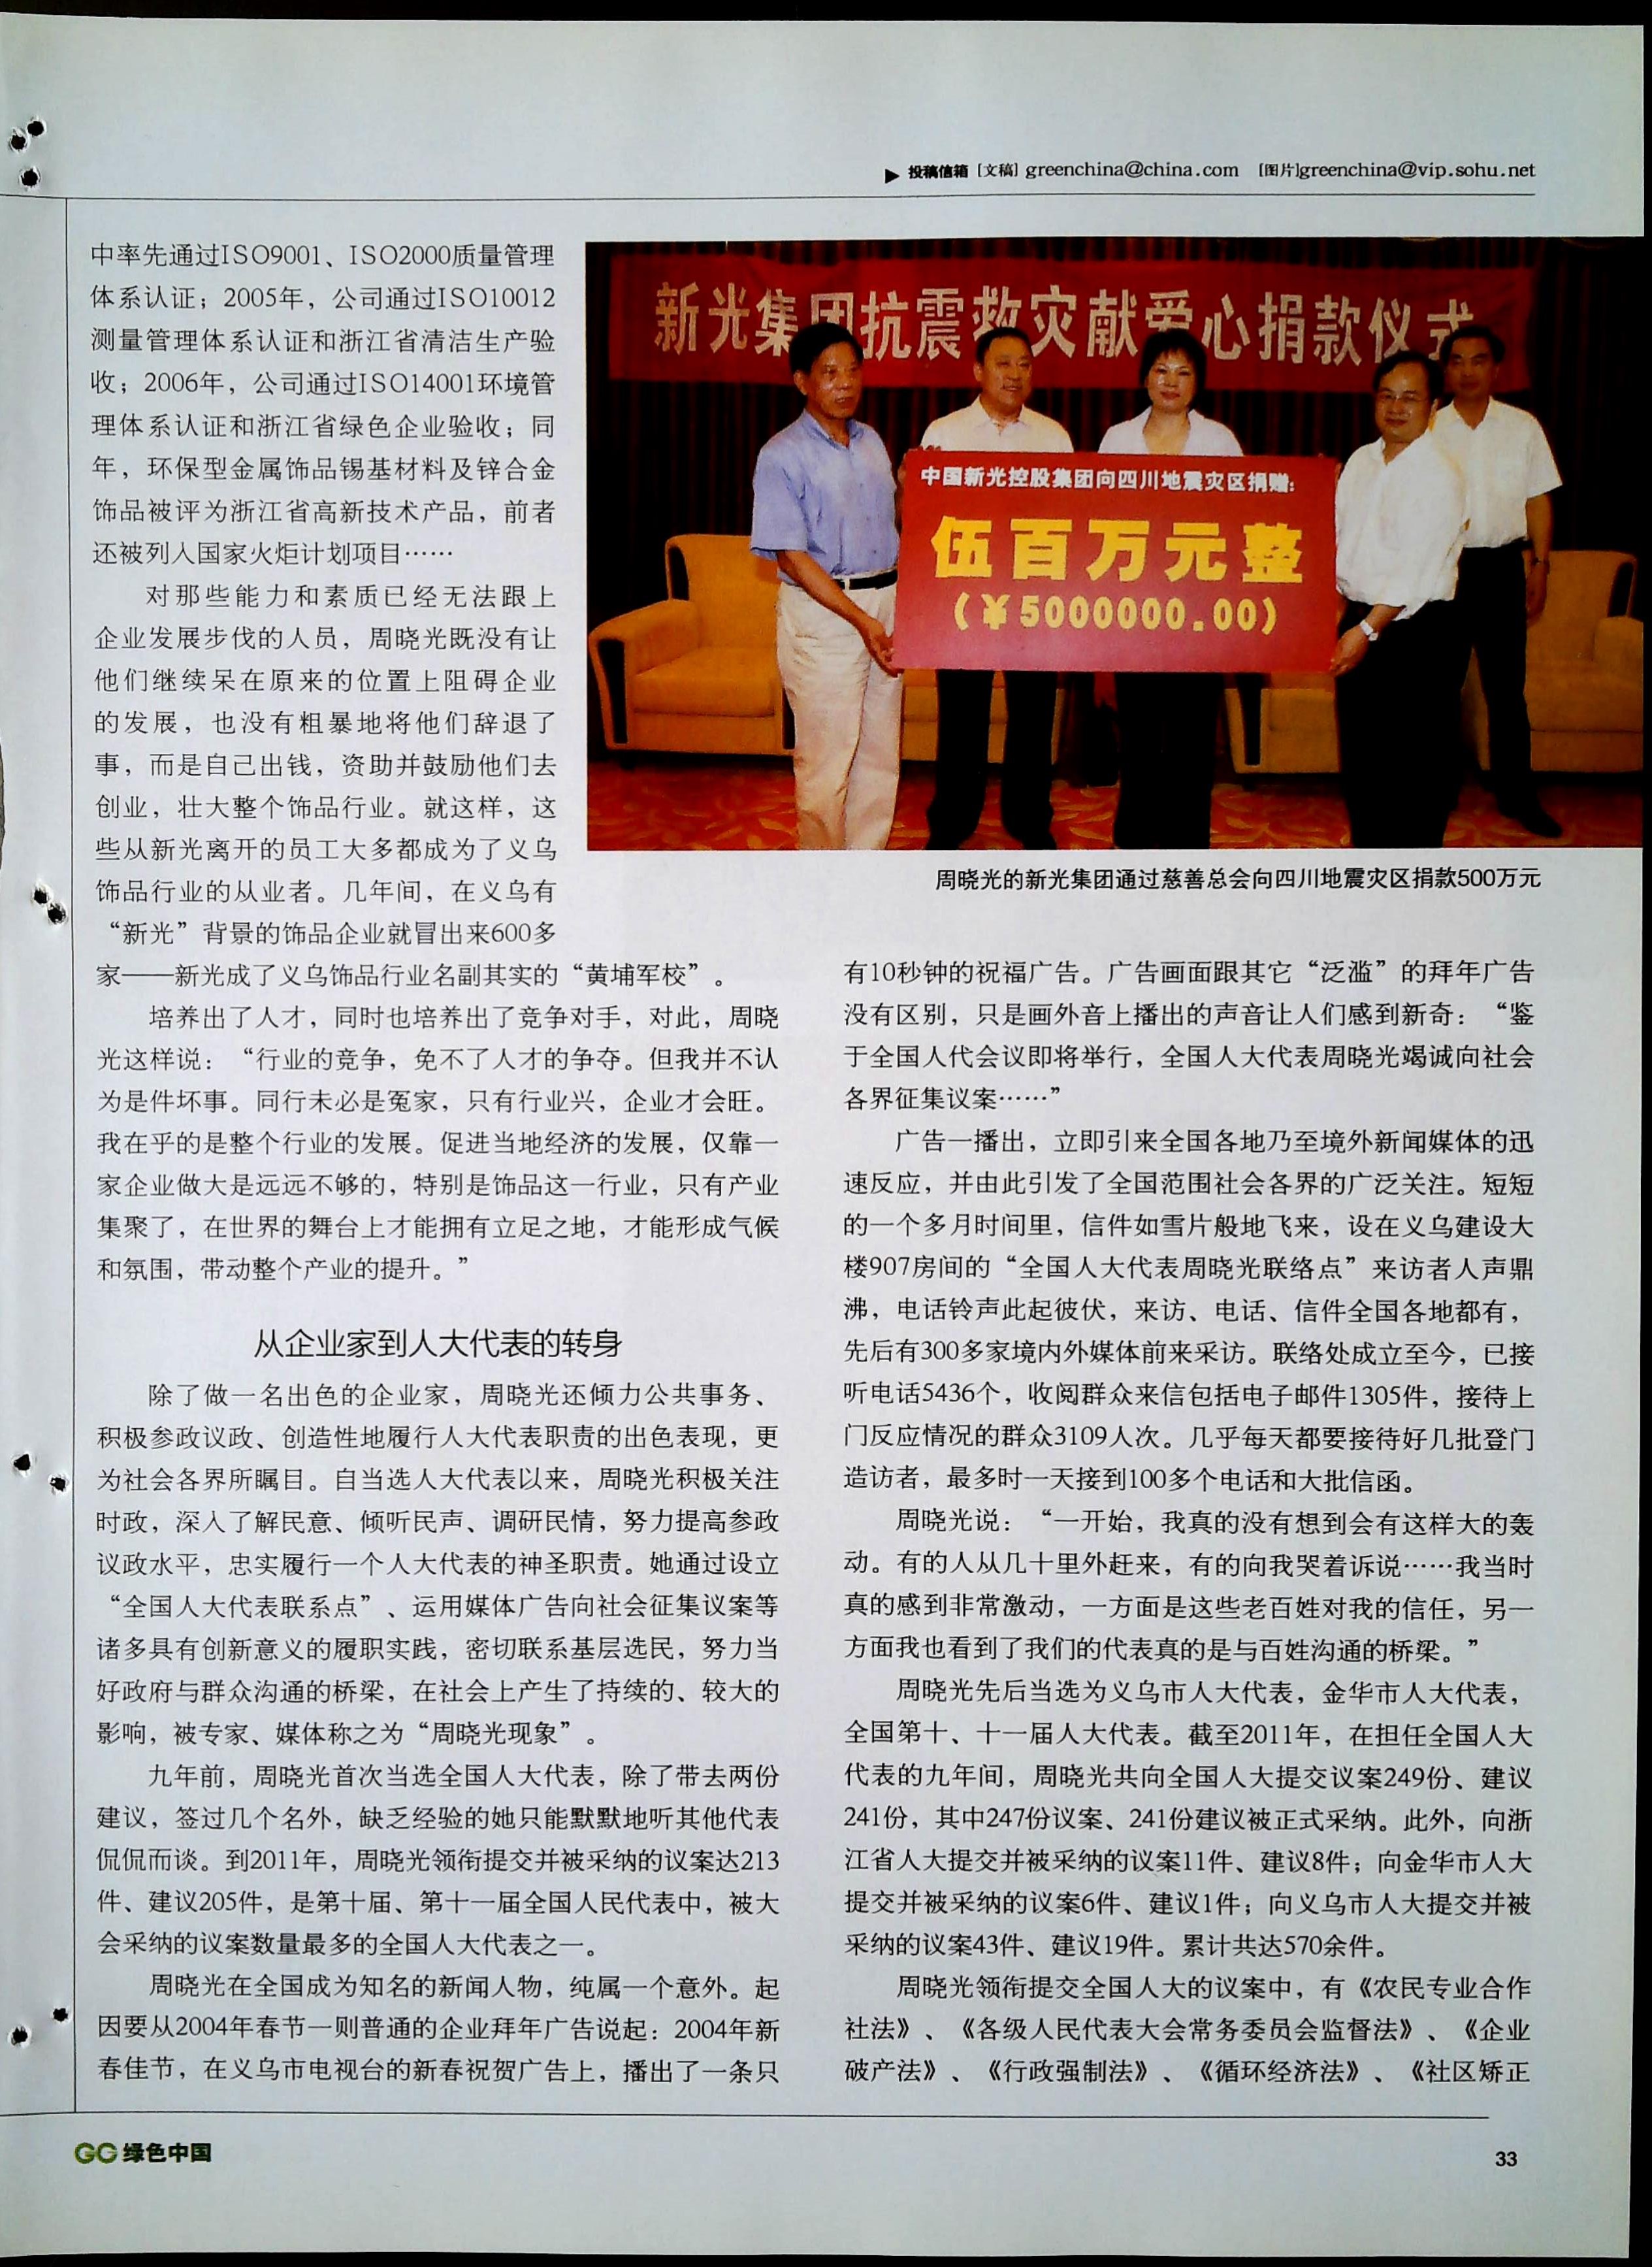 ▶ 投稿信箱 [文稿] greenchina@china.com [图片]greenchina@vip.sohu.net
中率先通过ISO9001、ISO2000质量管理
体系认证；2005年，公司通过ISO10012
测量管理体系认证和浙江省清洁生产验
收；2006年，公司通过ISO14001环境管
理体系认证和浙江省绿色企业验收；同
年，环保型金属饰品锡基材料及锌合金
饰品被评为浙江省高新技术产品，前者
还被列入国家火炬计划项目……
对那些能力和素质已经无法跟上
企业发展步伐的人员，周晓光既没有让
他们继续呆在原来的位置上阻碍企业
的发展，也没有粗暴地将他们辞退了
事，而是自己出钱，资助并鼓励他们去
创业，壮大整个饰品行业。就这样，这
些从新光离开的员工大多都成为了义乌
饰品行业的从业者。几年间，在义乌有
“新光”背景的饰品企业就冒出来600多
家——新光成了义乌饰品行业名副其实的“黄埔军校”。
培养出了人才，同时也培养出了竞争对手，对此，周晓
光这样说：“行业的竞争，免不了人才的争夺。但我并不认
为是件坏事。同行未必是冤家，只有行业兴，企业才会旺。
我在乎的是整个行业的发展。促进当地经济的发展，仅靠一
家企业做大是远远不够的，特别是饰品这一行业，只有产业
集聚了，在世界的舞台上才能拥有立足之地，才能形成气候
和氛围，带动整个产业的提升。”
从企业家到人大代表的转身
除了做一名出色的企业家，周晓光还倾力公共事务、
积极参政议政、创造性地履行人大代表职责的出色表现，更
为社会各界所瞩目。自当选人大代表以来，周晓光积极关注
时政，深入了解民意、倾听民声、调研民情，努力提高参政
议政水平，忠实履行一个人大代表的神圣职责。她通过设立
“全国人大代表联系点”、运用媒体广告向社会征集议案等
诸多具有创新意义的履职实践，密切联系基层选民，努力当
好政府与群众沟通的桥梁，在社会上产生了持续的、较大的
影响，被专家、媒体称之为“周晓光现象”。
九年前，周晓光首次当选全国人大代表，除了带去两份
建议，签过几个名外，缺乏经验的她只能默默地听其他代表
侃侃而谈。到2011年，周晓光领衔提交并被采纳的议案达213
件、建议205件，是第十届、第十一届全国人民代表中，被大
会采纳的议案数量最多的全国人大代表之一。
周晓光在全国成为知名的新闻人物，纯属一个意外。起
因要从2004年春节一则普通的企业拜年广告说起：2004年新
春佳节，在义乌市电视台的新春祝贺广告上，播出了一条只
新光集团抗震救灾献爱心捐款仪式
中国新光控股集团向四川地震灾区捐赠：
伍百万元整
（￥5000000.00）
周晓光的新光集团通过慈善总会向四川地震灾区捐款500万元
有10秒钟的祝福广告。广告画面跟其它“泛滥”的拜年广告
没有区别，只是画外音上播出的声音让人们感到新奇：“鉴
于全国人代会议即将举行，全国人大代表周晓光竭诚向社会
各界征集议案……”
广告一播出，立即引来全国各地乃至境外新闻媒体的迅
速反应，并由此引发了全国范围社会各界的广泛关注。短短
的一个多月时间里，信件如雪片般地飞来，设在义乌建设大
楼907房间的“全国人大代表周晓光联络点”来访者人声鼎
沸，电话铃声此起彼伏，来访、电话、信件全国各地都有，
先后有300多家境内外媒体前来采访。联络处成立至今，已接
听电话5436个，收阅群众来信包括电子邮件1305件，接待上
门反应情况的群众3109人次。几乎每天都要接待好几批登门
造访者，最多时一天接到100多个电话和大批信函。
周晓光说：“一开始，我真的没有想到会有这样大的轰
动。有的人从几十里外赶来，有的向我哭着诉说……我当时
真的感到非常激动，一方面是这些老百姓对我的信任，另一
方面我也看到了我们的代表真的是与百姓沟通的桥梁。”
周晓光先后当选为义乌市人大代表，金华市人大代表，
全国第十、十一届人大代表。截至2011年，在担任全国人大
代表的九年间，周晓光共向全国人大提交议案249份、建议
241份，其中247份议案、241份建议被正式采纳。此外，向浙
江省人大提交并被采纳的议案11件、建议8件；向金华市人大
提交并被采纳的议案6件、建议1件；向义乌市人大提交并被
采纳的议案43件、建议19件。累计共达570余件。
周晓光领衔提交全国人大的议案中，有《农民专业合作
社法》、《各级人民代表大会常务委员会监督法》、《企业
破产法》、《行政强制法》、《循环经济法》、《社区矫正
GC 绿色中国
33